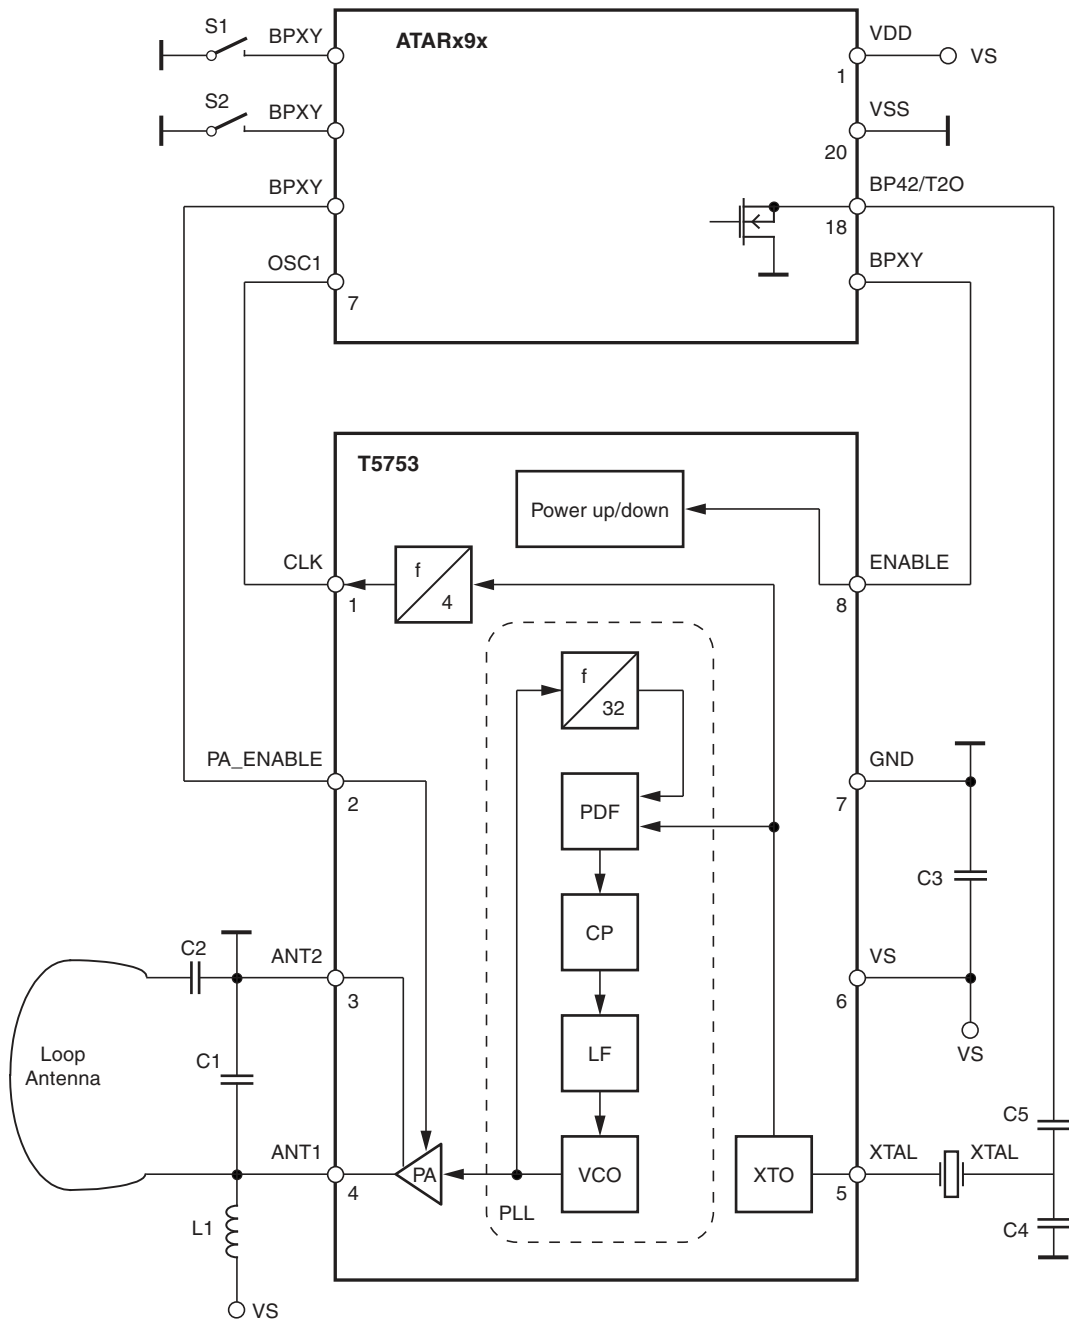 S1
BPXY
ATARx9x
VDD
1
VS
S2
BPXY
VSS
20
BPXY
BP42/T2O
18
OSC1
7
BPXY
T5753
Power up/down
CLK
1
f
4
ENABLE
8
f
32
PA_ENABLE
2
PDF
GND
7
C3
CP
C2
ANT2
3
VS
6
Loop
Antenna
C1
LF
VS
C5
ANT1
4
PA
VCO
PLL
XTO
XTAL
5
XTAL
L1
C4
VS